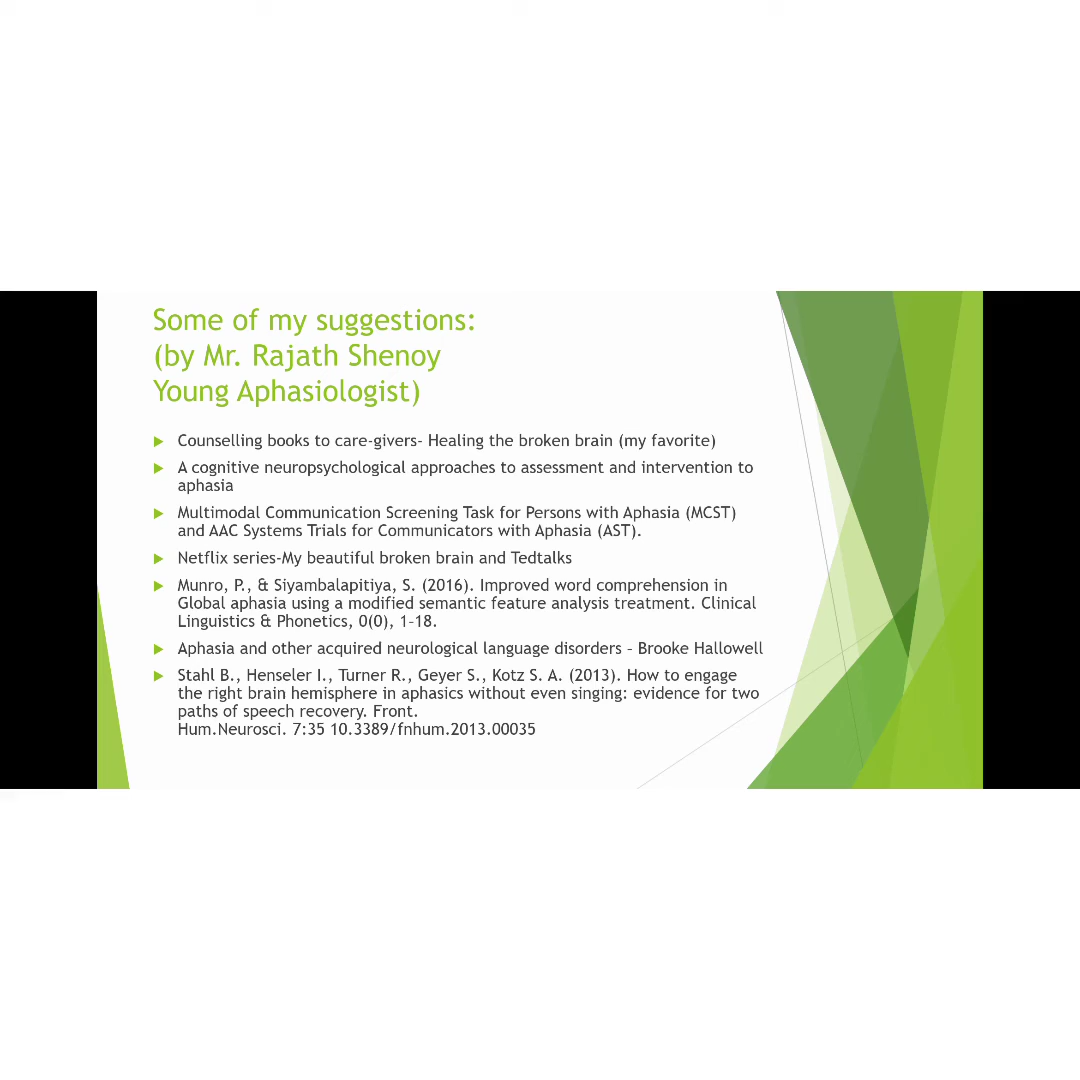 Some of my suggestions:
(by Mr. Rajath Shenoy
Young Aphasiologist)
Counselling books to care-givers- Healing the broken brain (my favorite)
A cognitive neuropsychological approaches to assessment and intervention to
aphasia
Multimodal Communication Screening Task for Persons with Aphasia (MCST)
and AAC Systems Trials for Communicators with Aphasia (AST).
Netflix series-My beautiful broken brain and Tedtalks
Munro, P., & Siyambalapitiya, S. (2016). Improved word comprehension in
Global aphasia using a modified semantic feature analysis treatment. Clinical
Linguistics & Phonetics, 0(0), 1-18.
Aphasia and other acquired neurological language disorders - Brooke Hallowell
Stahl B., Henseler I., Turner R., Geyer S., Kotz S. A. (2013). How to engage
the right brain hemisphere in aphasics without even singing: evidence for two
paths of speech recovery. Front.
Hum.Neurosci. 7:35 10.3389/fnhum.2013.00035